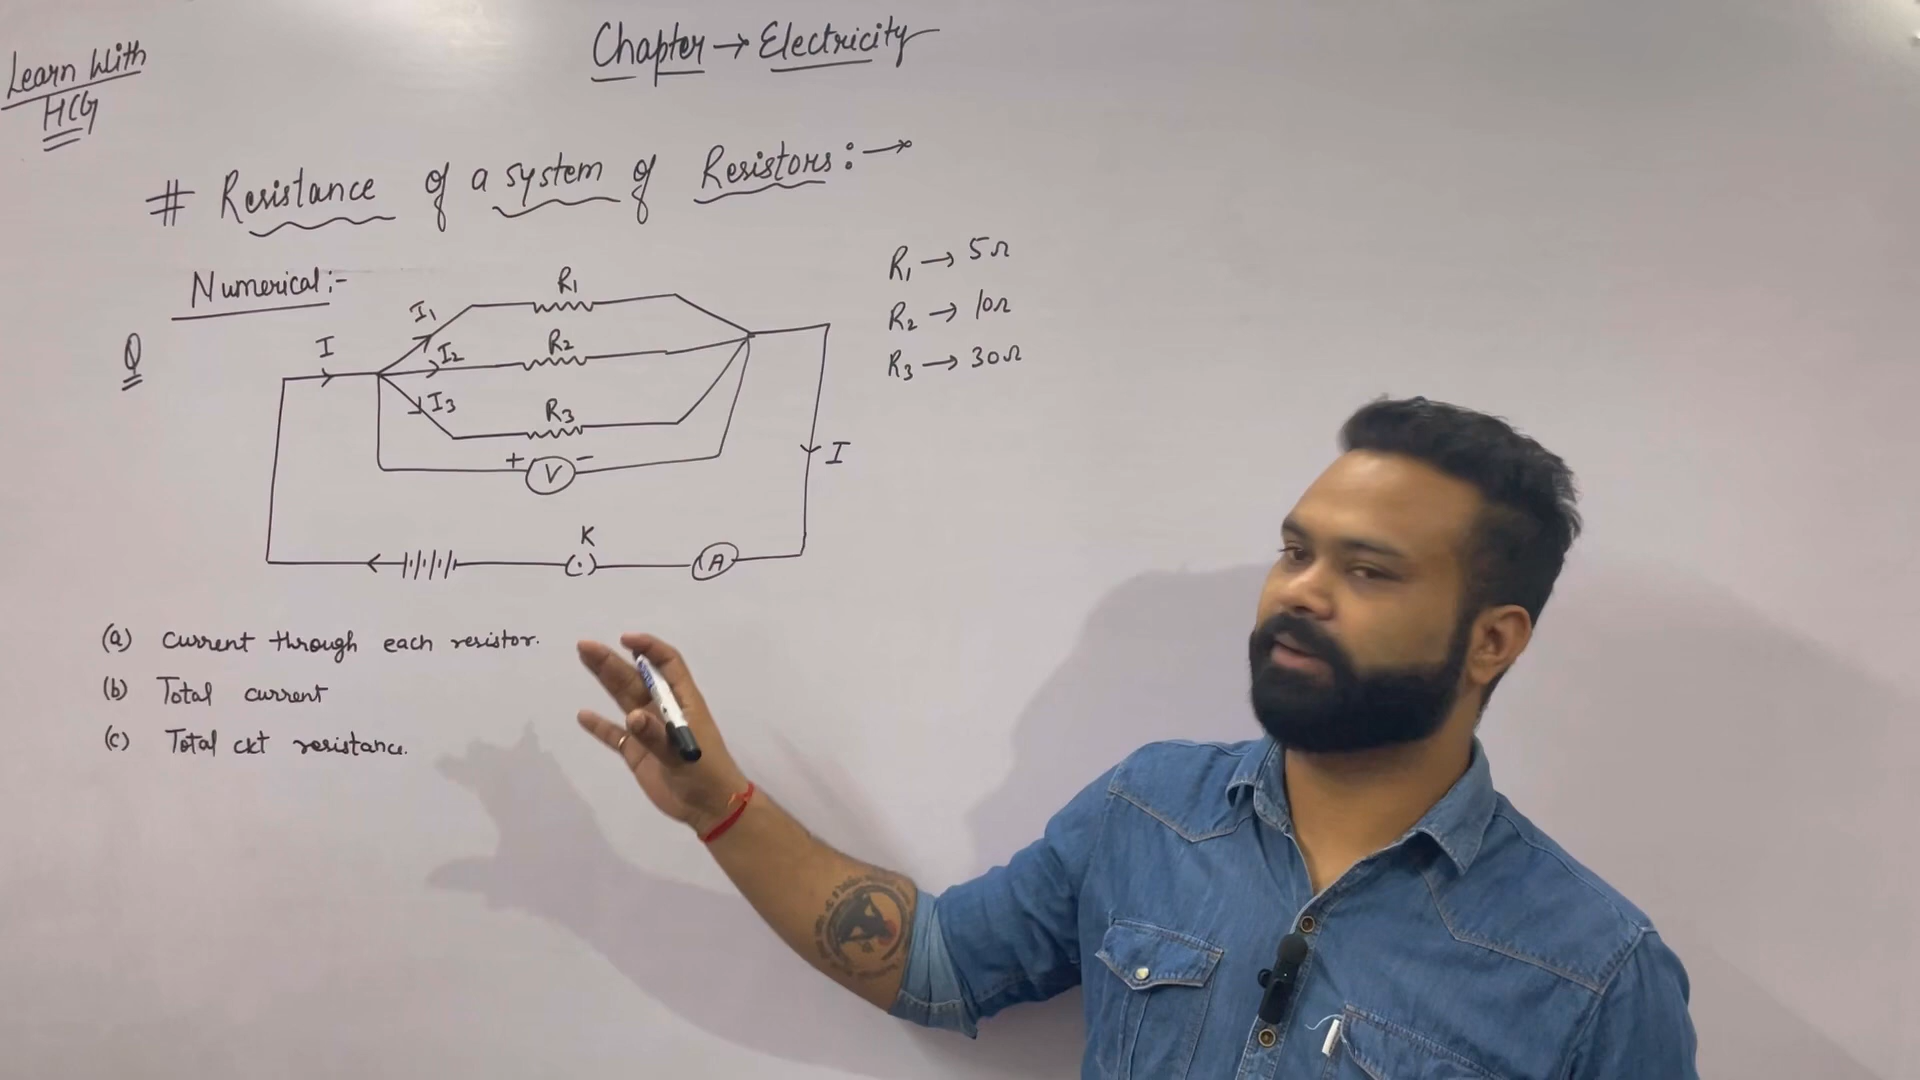 Learn With
HCG
Chapter → Electricity
# Resistance of a system of Resistors :→
Numerical :-
Q
I
I1
I2
I3
R1
R2
R3
+ V -
I
K
A
R1 → 5Ω
R2 → 10Ω
R3 → 30Ω
(a) Current through each resistor.
(b) Total current
(c) Total ckt resistance.